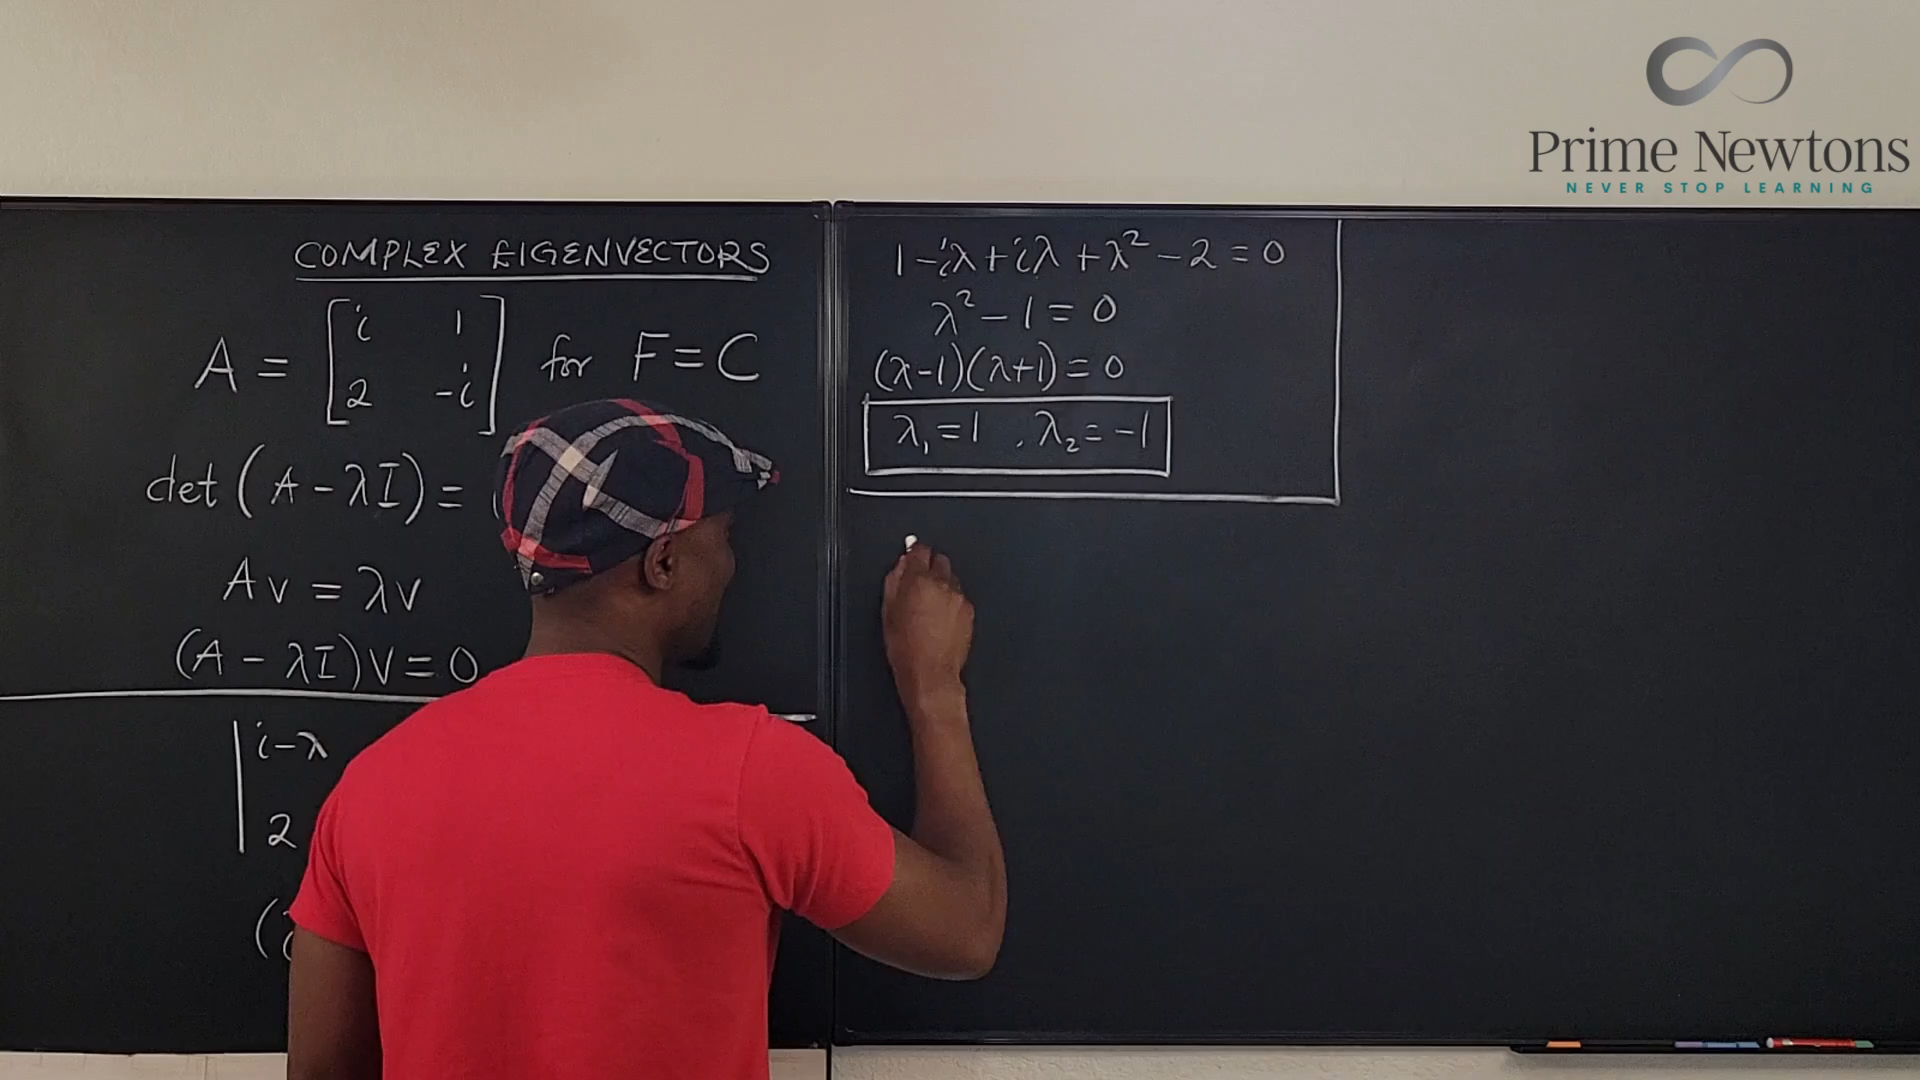 Prime Newtons
NEVER STOP LEARNING
COMPLEX EIGENVECTORS
A = [ i 1
2 -i ] for F = C
det (A - λI) =
Av = λv
(A - λI)v = 0
| i-λ
| 2
(i
1 - iλ + iλ + λ² - 2 = 0
λ² - 1 = 0
(λ-1)(λ+1) = 0
λ₁ = 1 , λ₂ = -1